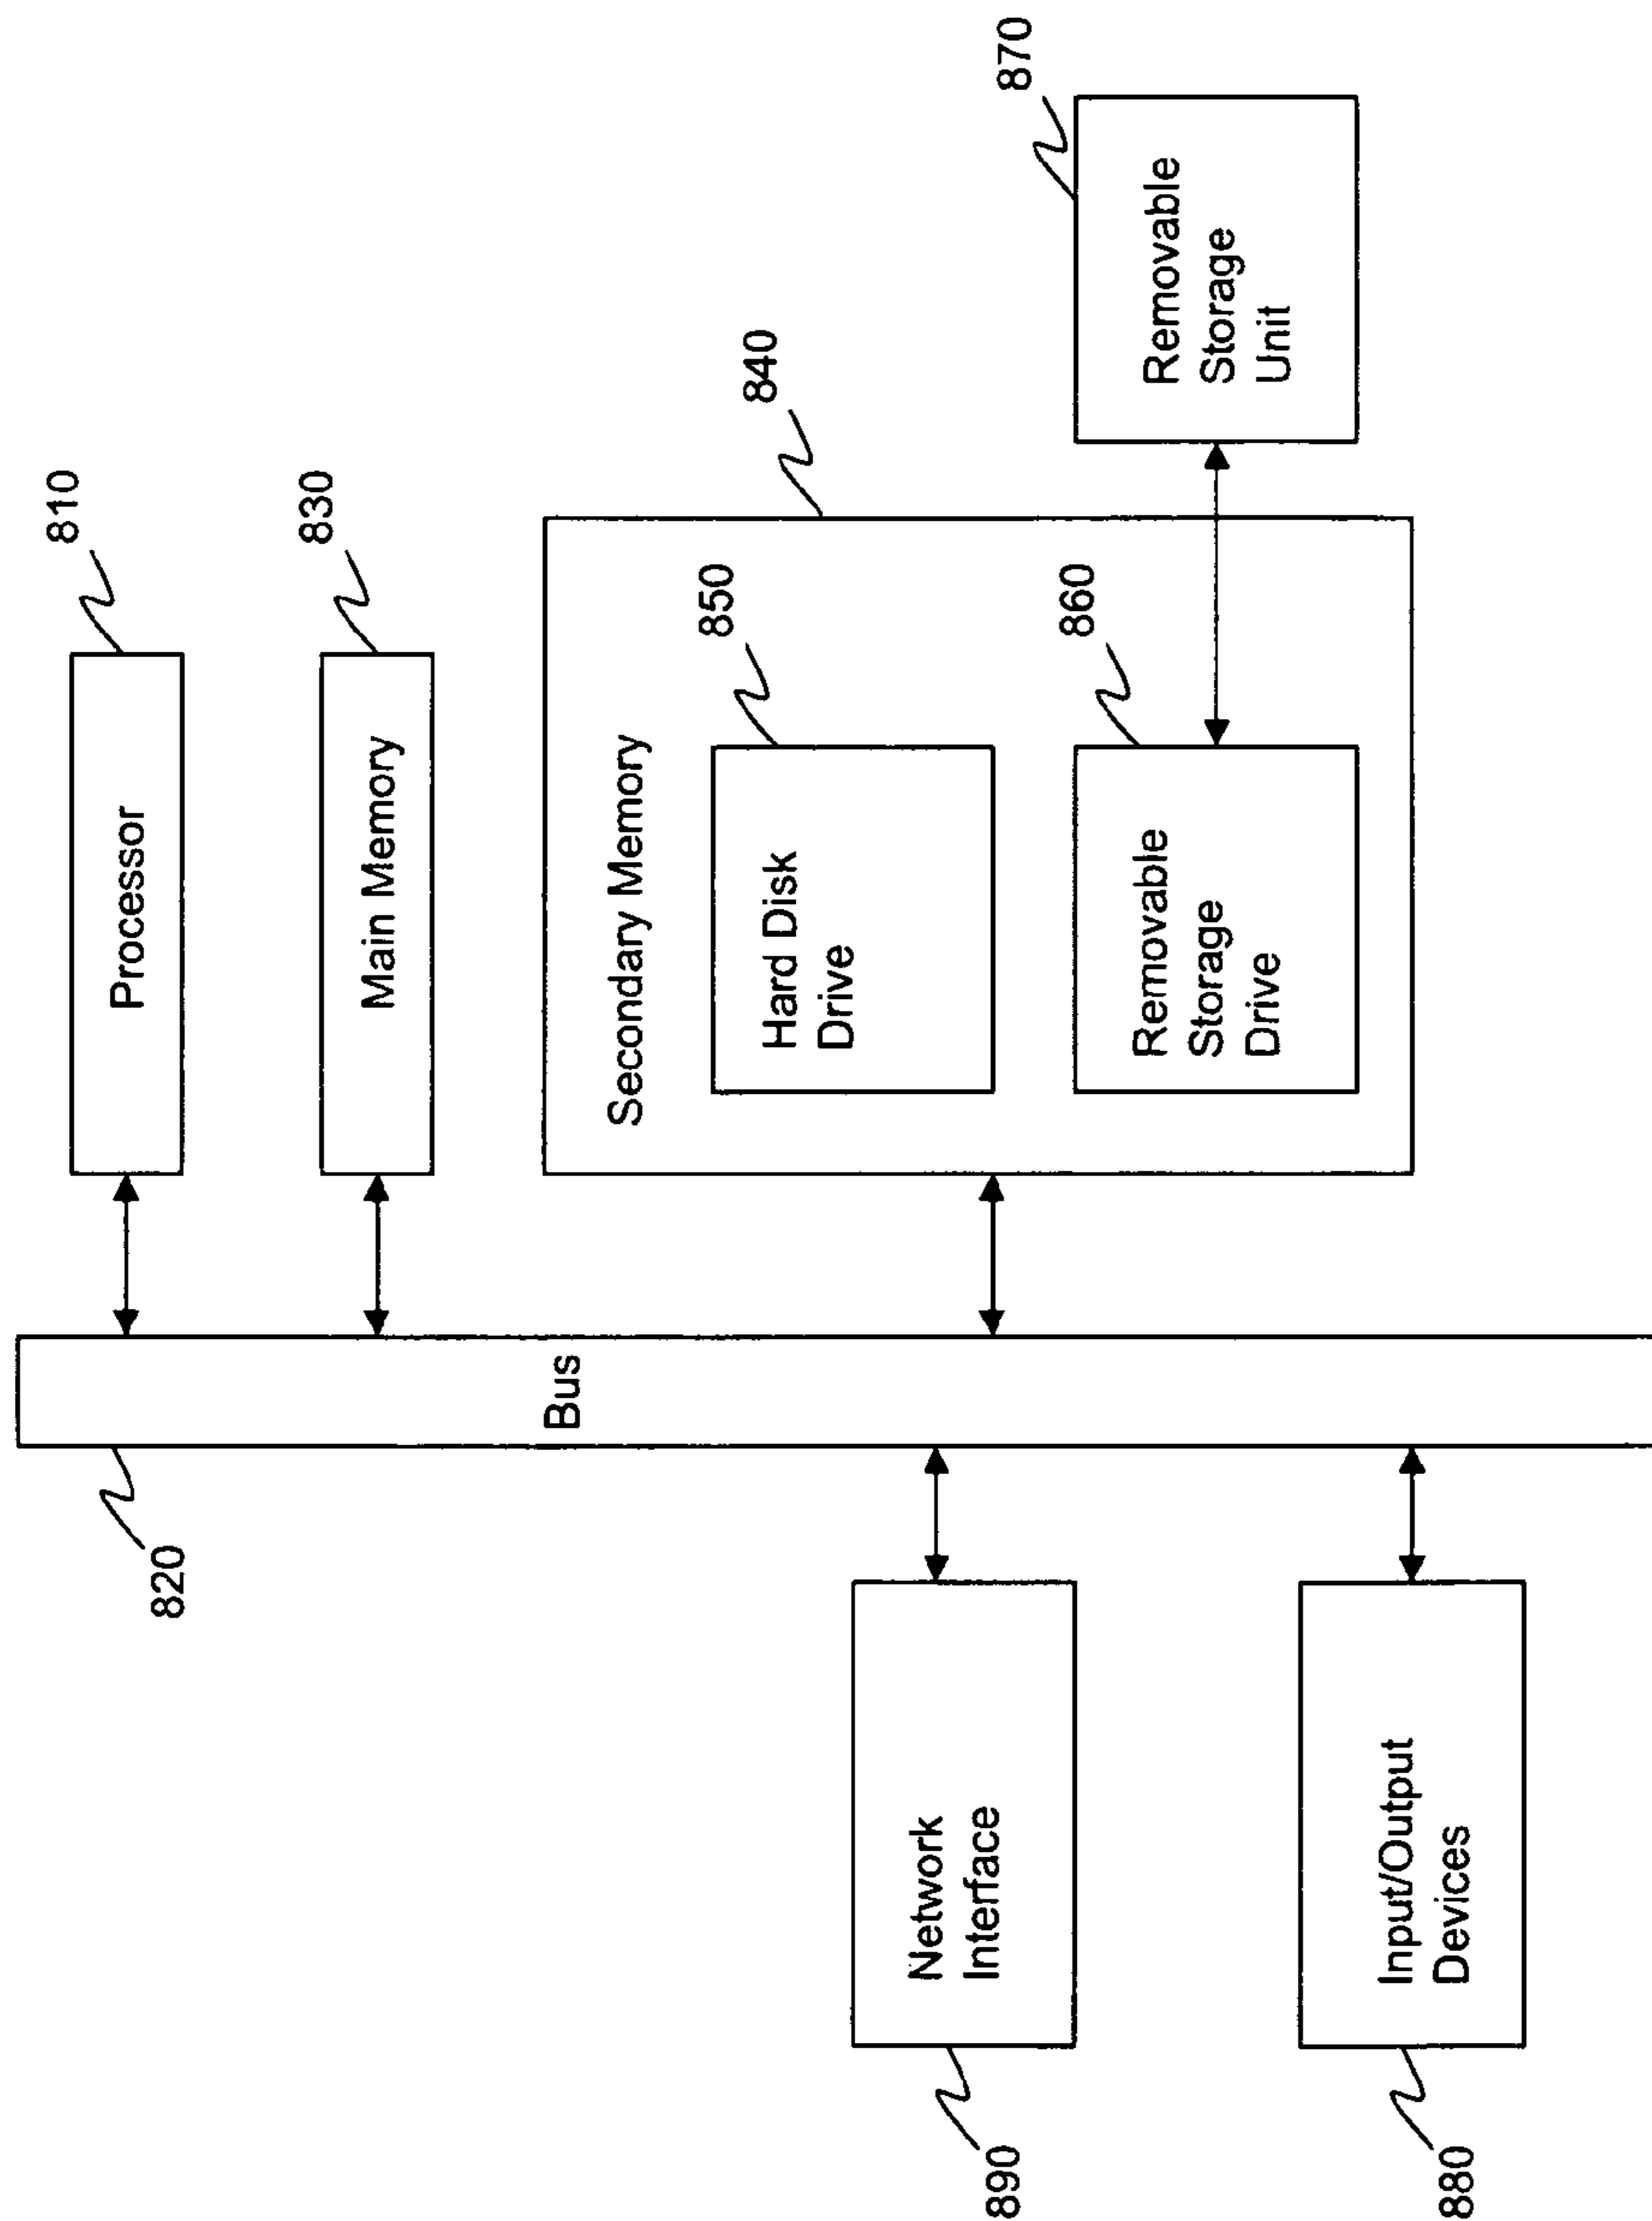 810
Processor
830
Main Memory
840
Secondary Memory
850
Hard Disk
Drive
860
Removable
Storage
Drive
870
Removable
Storage
Unit
Bus
820
Network
Interface
890
Input/Output
Devices
880